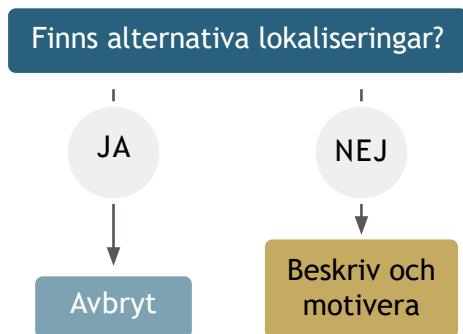 Finns alternativa lokaliseringar?
JA
NEJ
Avbryt
Beskriv och
motivera